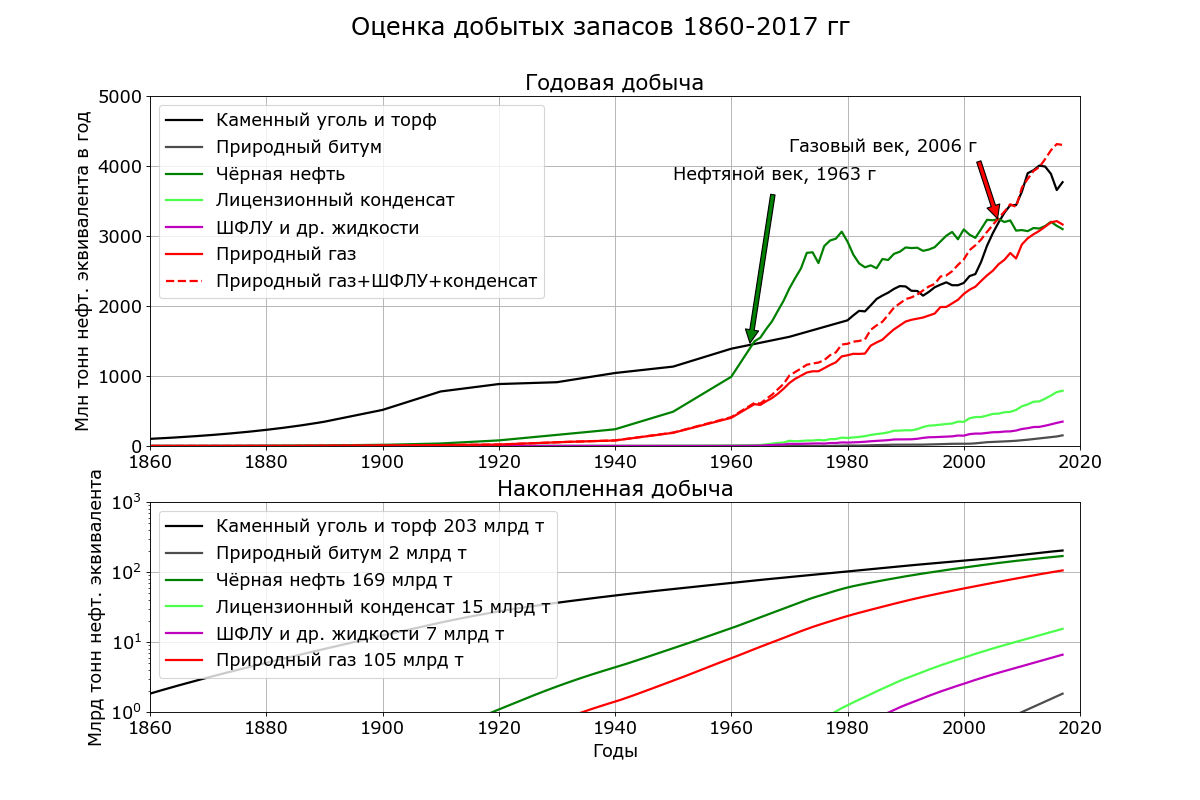 Оценка добытых запасов 1860-2017 гг
Годовая добыча
Млн тонн нефт. эквивалента в год
5000
4000
3000
2000
1000
0
Каменный уголь и торф
Природный битум
Чёрная нефть
Лицензионный конденсат
ШФЛУ и др. жидкости
Природный газ
Природный газ+ШФЛУ+конденсат
Газовый век, 2006 г
Нефтяной век, 1963 г
1860 1880 1900 1920 1940 1960 1980 2000 2020
Накопленная добыча
Млрд тонн нефт. эквивалента
10³
10²
10¹
10⁰
Каменный уголь и торф 203 млрд т
Природный битум 2 млрд т
Чёрная нефть 169 млрд т
Лицензионный конденсат 15 млрд т
ШФЛУ и др. жидкости 7 млрд т
Природный газ 105 млрд т
1860 1880 1900 1920 1940 1960 1980 2000 2020
Годы